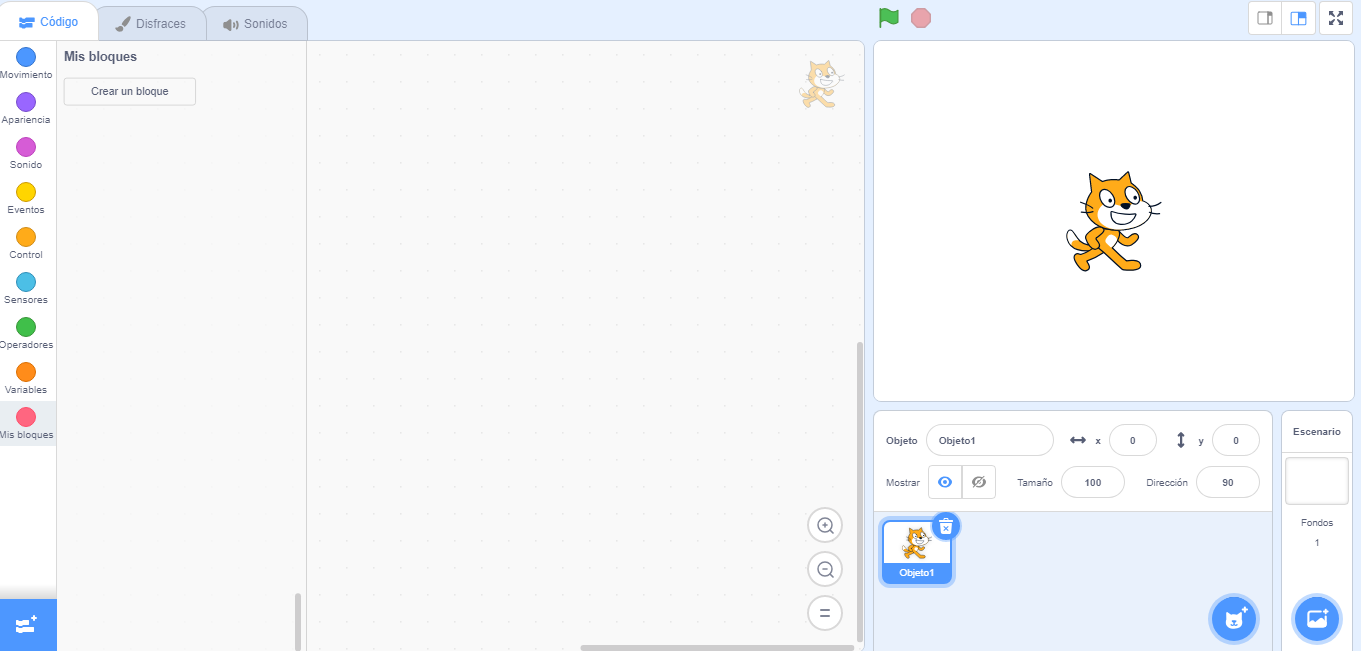 Código
Disfraces
Sonidos
Movimiento
Apariencia
Sonido
Eventos
Control
Sensores
Operadores
Variables
Mis bloques
Mis bloques
Crear un bloque
Objeto Objeto1 x 0 y 0
Mostrar Tamaño 100 Dirección 90
Objeto1
Escenario
Fondos
1